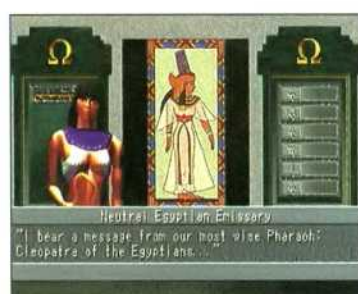 Ω Ω
Neutral Egyptian Emissary
"I bear a message from our most wise Pharaoh:
Cleopatra of the Egyptians..."